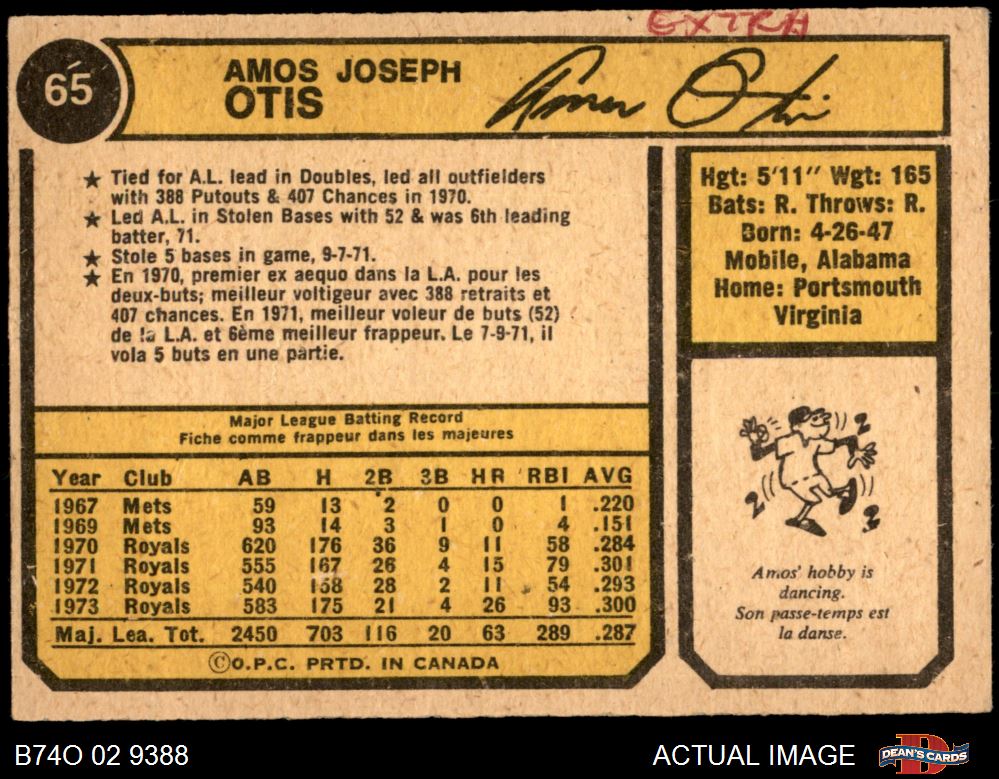 EXTRA
65
AMOS JOSEPH
OTIS
Amos Otis
★ Tied for A.L. lead in Doubles, led all outfielders
with 388 Putouts & 407 Chances in 1970.
★ Led A.L. in Stolen Bases with 52 & was 6th leading
batter, 71.
★ Stole 5 bases in game, 9-7-71.
★ En 1970, premier ex aequo dans la L.A. pour les
deux-buts; meilleur voltigeur avec 388 retraits et
407 chances. En 1971, meilleur voleur de buts (52)
de la L.A. et 6ème meilleur frappeur. Le 7-9-71, il
vola 5 buts en une partie.
Hgt: 5'11″ Wgt: 165
Bats: R. Throws: R.
Born: 4-26-47
Mobile, Alabama
Home: Portsmouth
Virginia
Major League Batting Record
Fiche comme frappeur dans les majeures
Year Club AB H 2B 3B HR RBI AVG
1967 Mets 59 13 2 0 0 1 .220
1969 Mets 93 14 3 1 0 4 .151
1970 Royals 620 176 36 9 11 58 .284
1971 Royals 555 167 26 4 15 79 .301
1972 Royals 540 158 28 2 11 54 .293
1973 Royals 583 175 21 4 26 93 .300
Maj. Lea. Tot. 2450 703 116 20 63 289 .287
©O.P.C. PRTD. IN CANADA
2
2
2
2
Amos' hobby is
dancing.
Son passe-temps est
la danse.
B74O 02 9388
ACTUAL IMAGE
D
DEAN'S CARDS